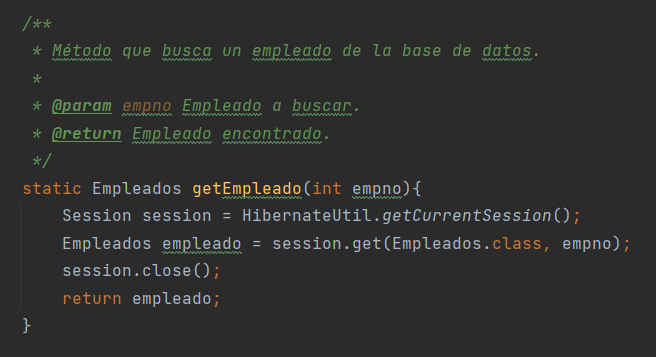 /**
 * Método que busca un empleado de la base de datos.
 *
 * @param empno Empleado a buscar.
 * @return Empleado encontrado.
 */
static Empleados getEmpleado(int empno){
    Session session = HibernateUtil.getCurrentSession();
    Empleados empleado = session.get(Empleados.class, empno);
    session.close();
    return empleado;
}